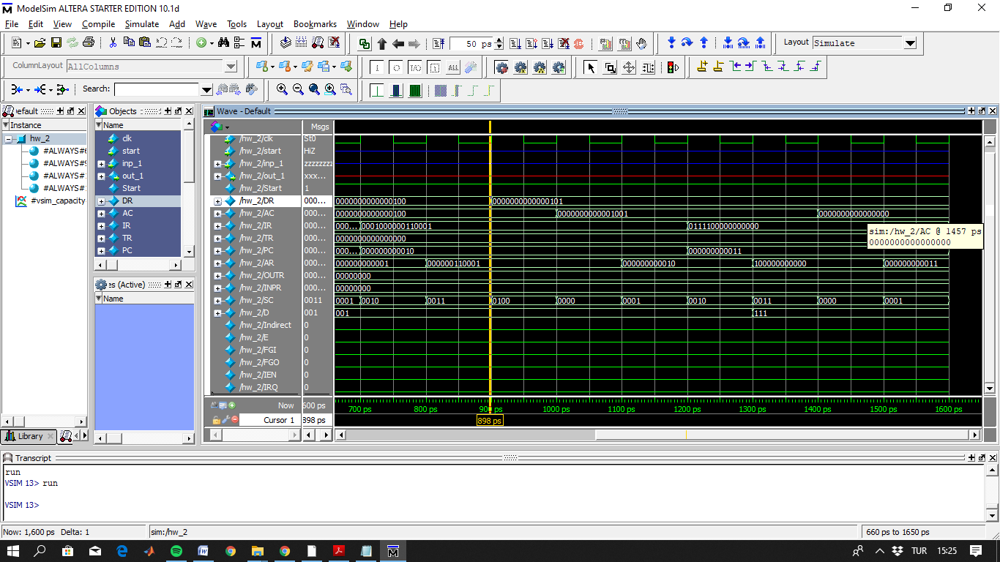 ModelSim ALTERA STARTER EDITION 10.1d
File Edit View Compile Simulate Add Wave Tools Layout Bookmarks Window Help
50 ps
Layout Simulate
ColumnLayout AllColumns
Search:
efault
Instance
hw_2
#ALWAYS#6
#ALWAYS#9
#ALWAYS#
#ALWAYS#
#vsim_capacity
Library
Objects
Name
clk
start
inp_1
out_1
Start
DR
AC
IR
TR
PC
es (Active)
Name
Wave - Default
Msgs
/hw_2/clk St0
/hw_2/start HiZ
/hw_2/inp_1 zzzzzzzz
/hw_2/out_1 xxx...
/hw_2/Start 1
/hw_2/DR 000... 0000000000000100 0000000000000101
/hw_2/AC 000... 0000000000000100 0000000000001001 0000000000000000
/hw_2/IR 000... 000... 0001000000110001 0111100000000000
/hw_2/TR 000... 0000000000000000
/hw_2/PC 000... 000... 000000000010 000000000011
/hw_2/AR 000... 000000000001 000000110001 000000000010 100000000000 000000000011
/hw_2/OUTR 000... 00000000
/hw_2/INPR 000... 00000000
/hw_2/SC 0011 0001 0010 0011 0100 0000 0001 0010 0011 0000 0001
/hw_2/D 001 001 111
/hw_2/Indirect 0
/hw_2/E 0
/hw_2/FGI 0
/hw_2/FGO 0
/hw_2/IEN 0
/hw_2/IRQ 0
sim:/hw_2/AC @ 1457 ps
0000000000000000
Now 600 ps 700 ps 800 ps 900 ps 1000 ps 1100 ps 1200 ps 1300 ps 1400 ps 1500 ps 1600 ps
Cursor 1 898 ps 898 ps
Transcript
run
VSIM 13> run
VSIM 13>
Now: 1,600 ps Delta: 1 sim:/hw_2 660 ps to 1650 ps
TUR 15:25